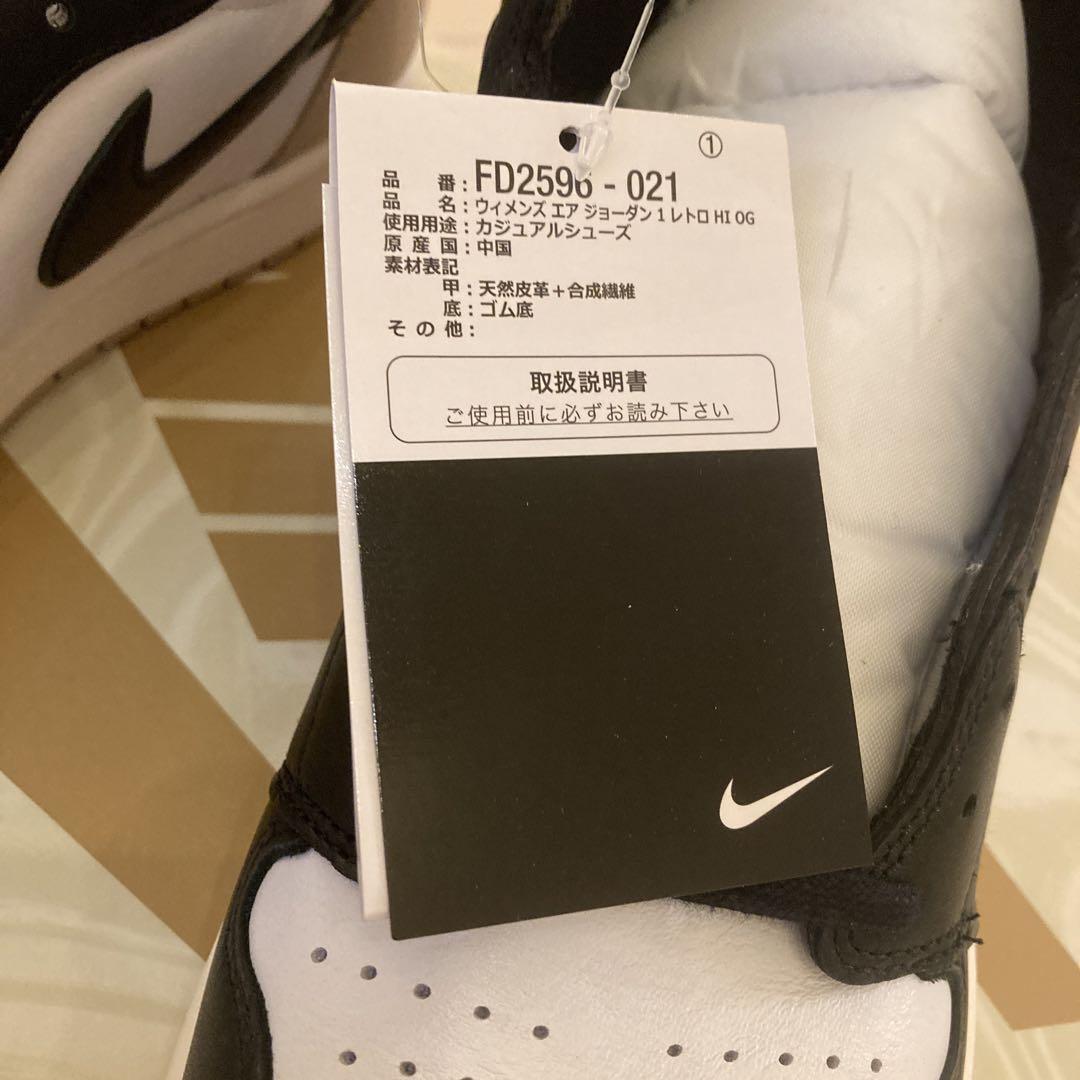 ①
品 番：FD2596 - 021
品 名：ウィメンズ エア ジョーダン 1 レトロ HI OG
使用用途：カジュアルシューズ
原 産 国：中国
素材表記
甲：天然皮革＋合成繊維
底：ゴム底
そ の 他：
取扱説明書
ご使用前に必ずお読み下さい